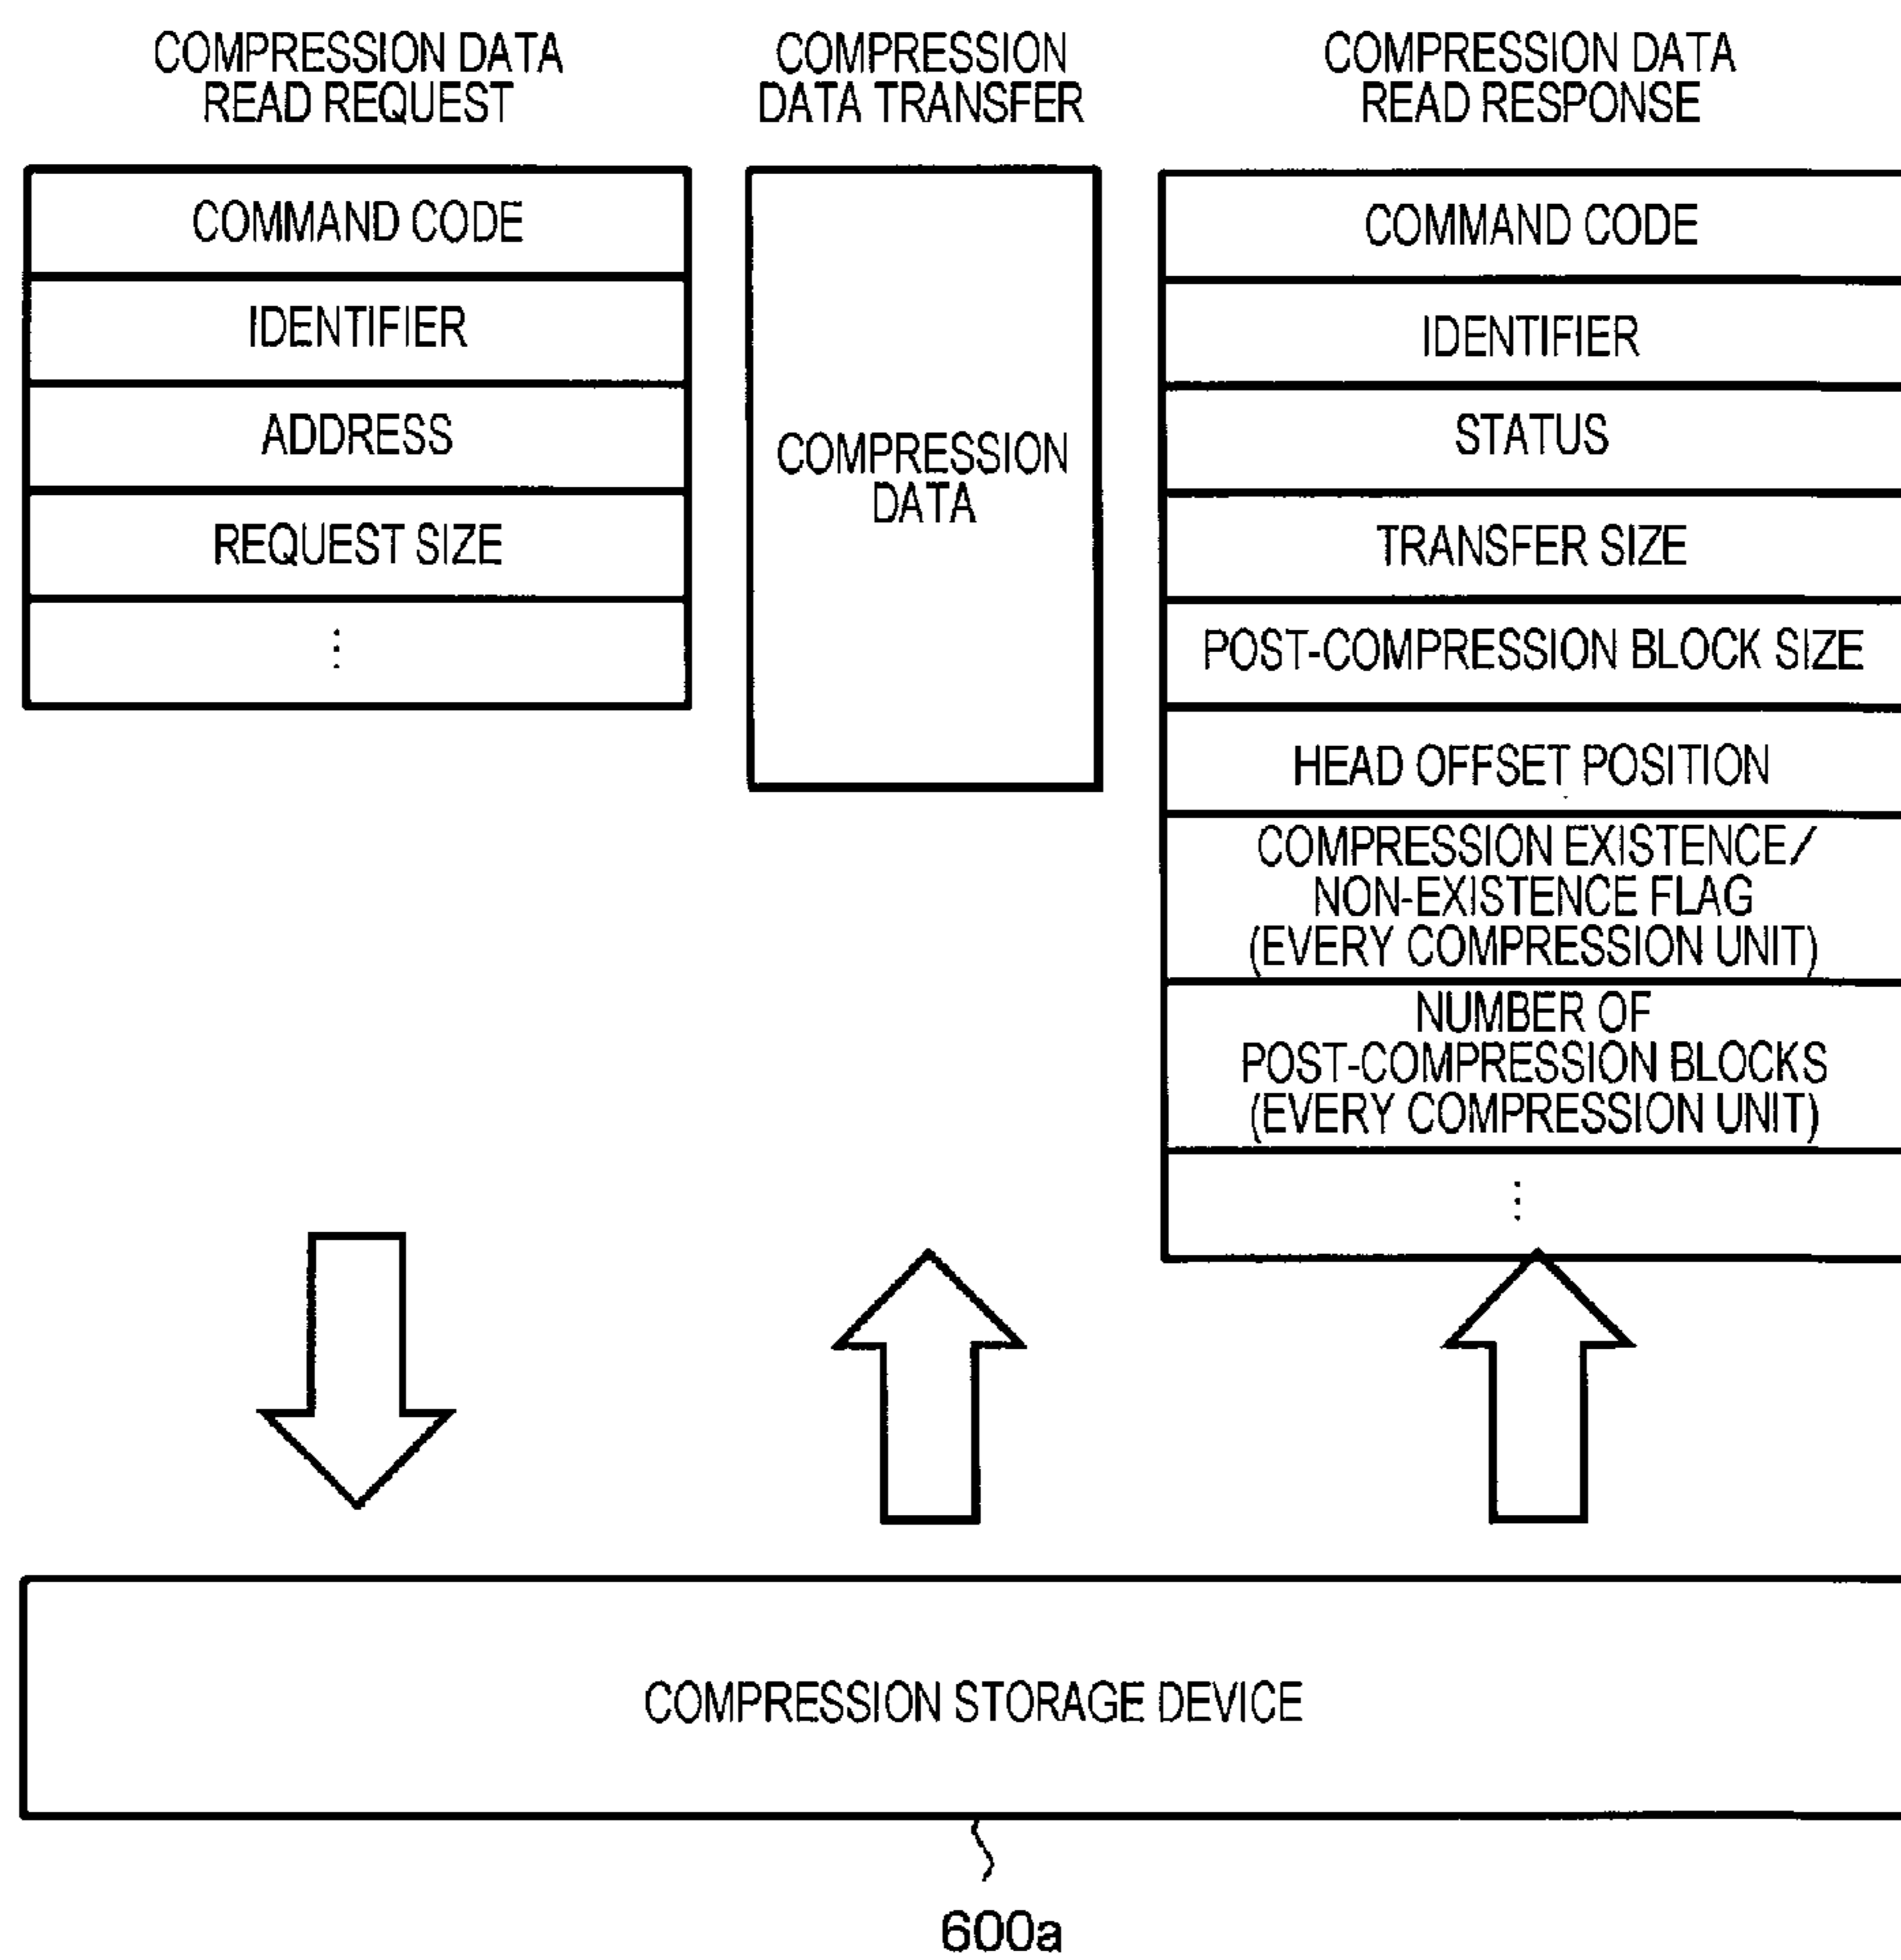 COMPRESSION DATA
READ REQUEST
COMMAND CODE
IDENTIFIER
ADDRESS
REQUEST SIZE
⋮
COMPRESSION
DATA TRANSFER
COMPRESSION
DATA
COMPRESSION DATA
READ RESPONSE
COMMAND CODE
IDENTIFIER
STATUS
TRANSFER SIZE
POST-COMPRESSION BLOCK SIZE
HEAD OFFSET POSITION
COMPRESSION EXISTENCE/
NON-EXISTENCE FLAG
(EVERY COMPRESSION UNIT)
NUMBER OF
POST-COMPRESSION BLOCKS
(EVERY COMPRESSION UNIT)
⋮
COMPRESSION STORAGE DEVICE
600a